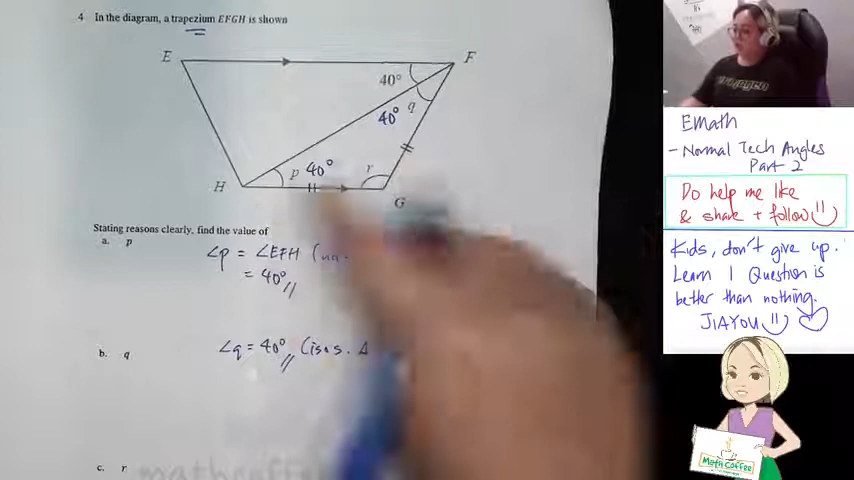 4 In the diagram, a trapezium EFGH is shown
E
F
40°
40° q
p 40°
r
H
G
Stating reasons clearly, find the value of
a. p
∠p = ∠EFH
= 40°//
b. q
∠q = 40°// (isos. Δ
c. r
EMath
- Normal Tech Angles
Part 2
Do help me like
& share + follow
Kids, don't give up.
Learn 1 Question is
better than nothing.
JIAYOU
Math Coffee